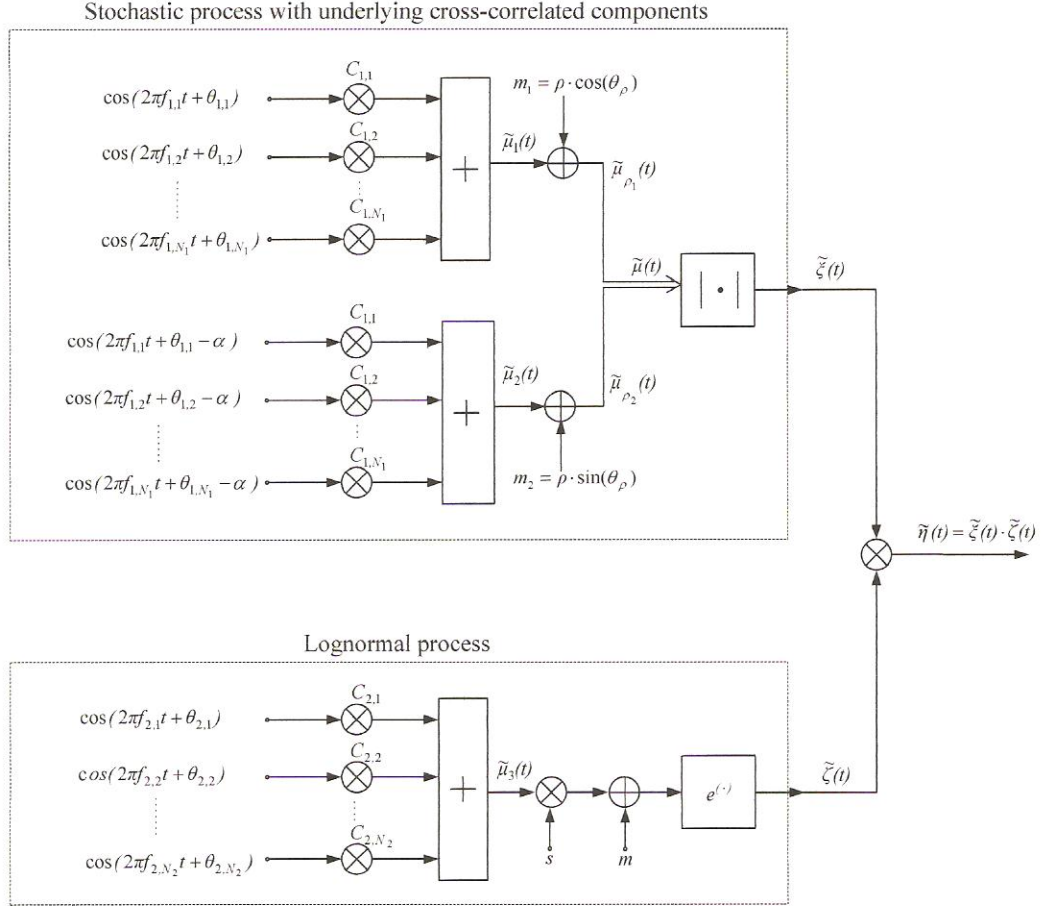 Stochastic process with underlying cross-correlated components
C₁,₁
cos(2πf₁,₁t + θ₁,₁)
m₁ = ρ·cos(θ_ρ)
C₁,₂
cos(2πf₁,₂t + θ₁,₂)
+
μ̃₁(t)
μ̃_ρ₁(t)
C₁,N₁
cos(2πf₁,N₁t + θ₁,N₁)
μ̃(t)
| • |
ξ̃(t)
C₁,₁
cos(2πf₁,₁t + θ₁,₁ − α)
C₁,₂
cos(2πf₁,₂t + θ₁,₂ − α)
+
μ̃₂(t)
μ̃_ρ₂(t)
C₁,N₁
cos(2πf₁,N₁t + θ₁,N₁ − α)
m₂ = ρ·sin(θ_ρ)
η̃(t) = ξ̃(t)·ζ̃(t)
Lognormal process
C₂,₁
cos(2πf₂,₁t + θ₂,₁)
C₂,₂
cos(2πf₂,₂t + θ₂,₂)
+
μ̃₃(t)
e^(·)
ζ̃(t)
C₂,N₂
cos(2πf₂,N₂t + θ₂,N₂)
s
m